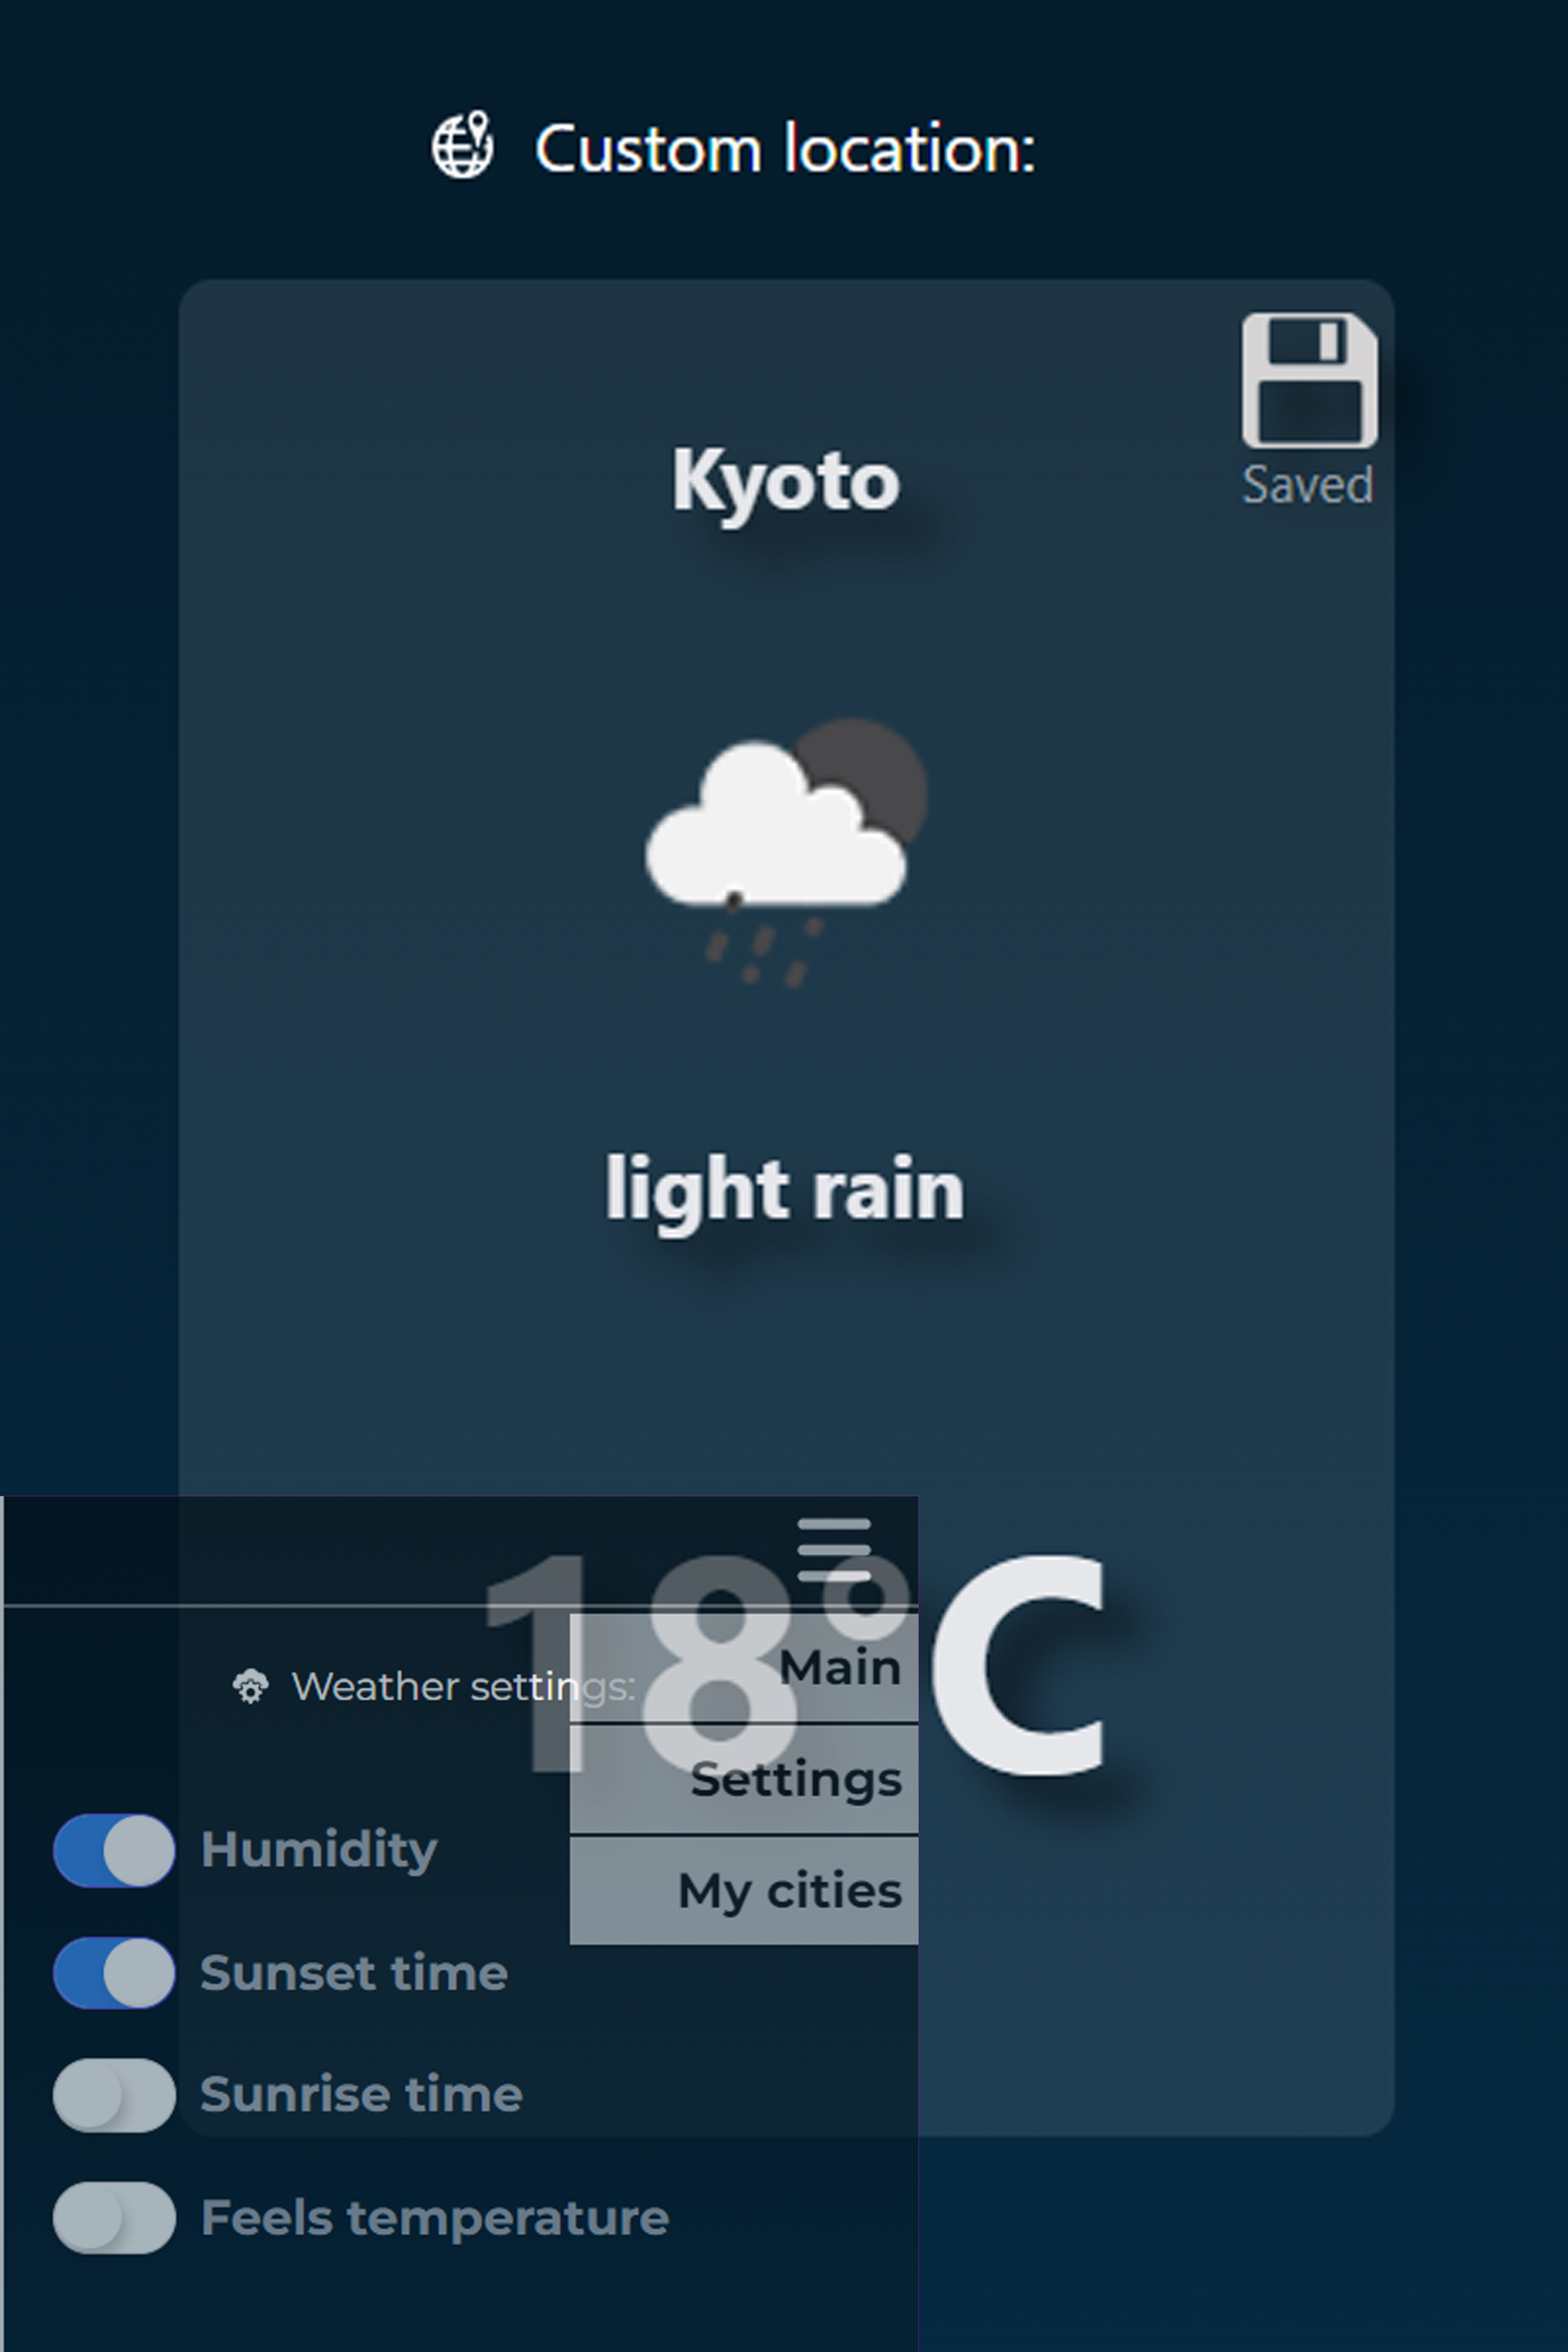 Custom location:
Kyoto
Saved
light rain
18°C
Main
Weather settings:
Settings
Humidity
My cities
Sunset time
Sunrise time
Feels temperature